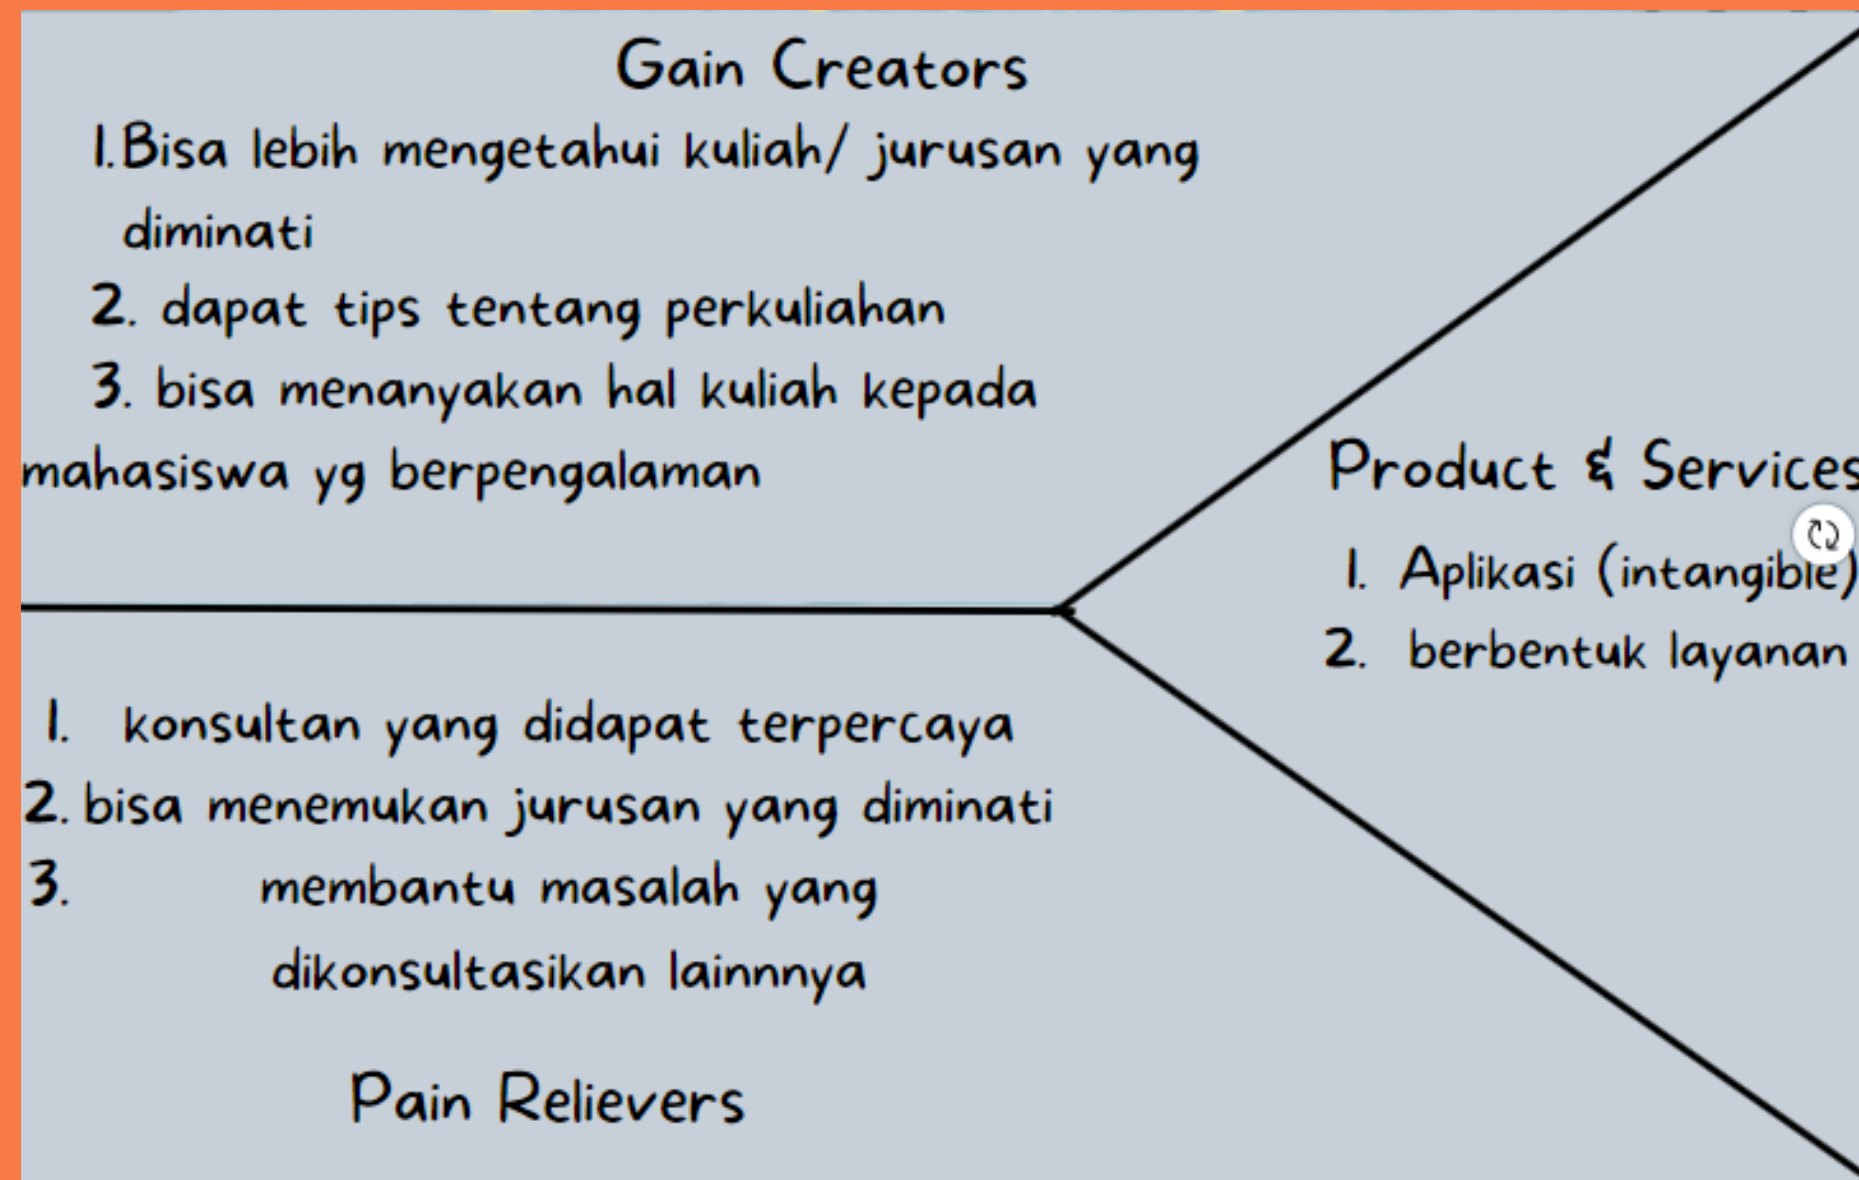 Gain Creators
1. Bisa lebih mengetahui kuliah/ jurusan yang
diminati
2. dapat tips tentang perkuliahan
3. bisa menanyakan hal kuliah kepada
mahasiswa yg berpengalaman
Product & Services
1. Aplikasi (intangible)
2. berbentuk layanan
1. konsultan yang didapat terpercaya
2. bisa menemukan jurusan yang diminati
3. membantu masalah yang
dikonsultasikan lainnnya
Pain Relievers